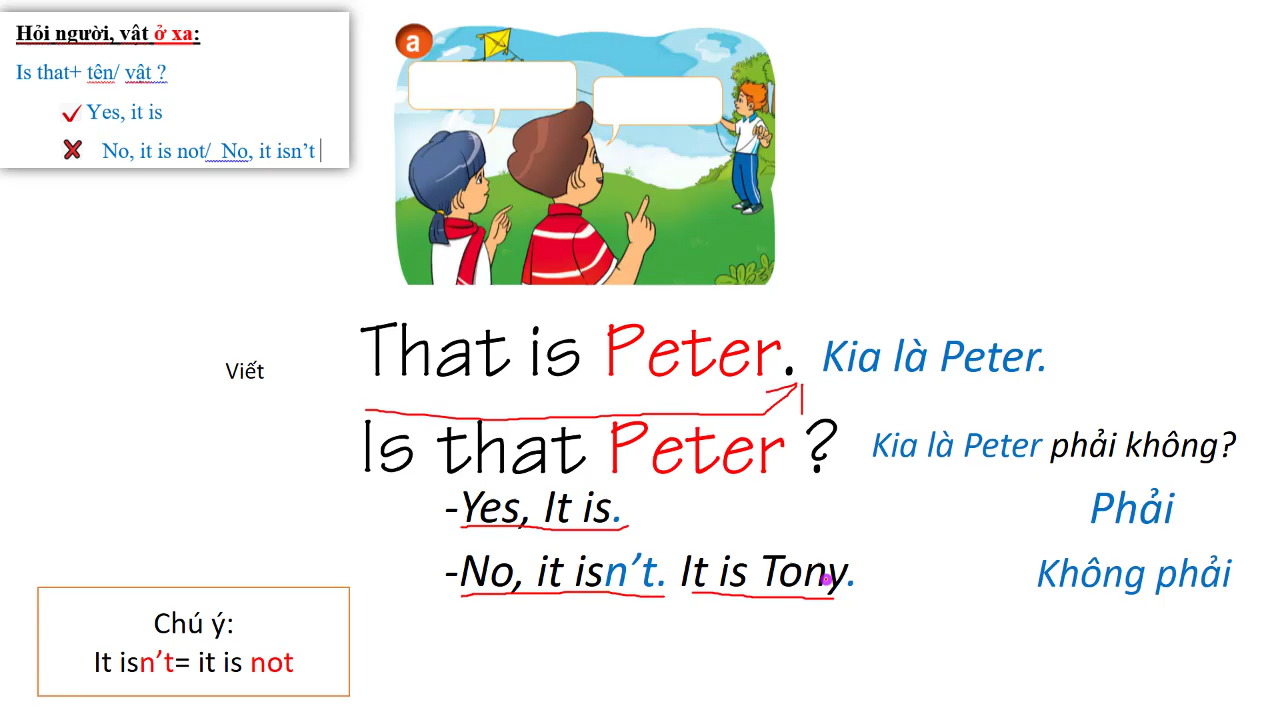 Hỏi người, vật ở xa:
Is that+ tên/ vật ?
Yes, it is
No, it is not/ No, it isn't
a
That is Peter. Kia là Peter.
Viết
Is that Peter ? Kia là Peter phải không?
-Yes, It is. Phải
-No, it isn't. It is Tony. Không phải
Chú ý:
It isn't= it is not